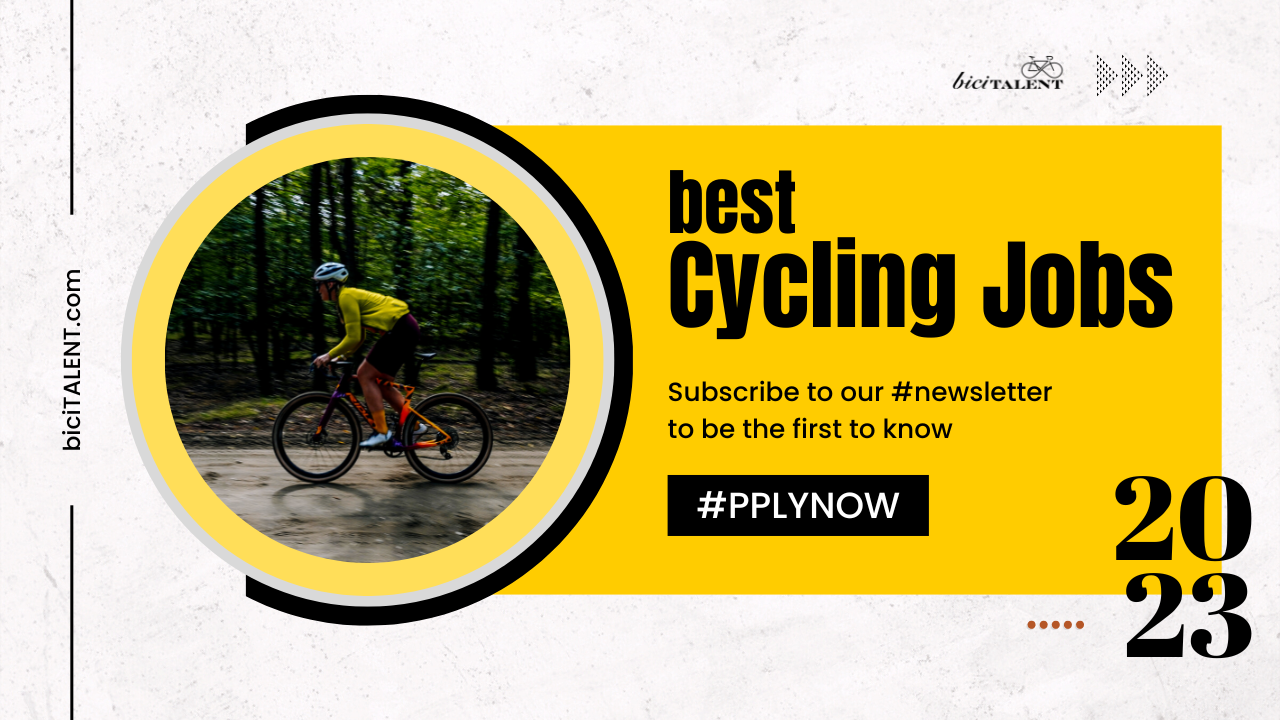 biciTALENT
best
Cycling Jobs
Subscribe to our #newsletter
to be the first to know
#PPLYNOW
20
23
biciTALENT.com